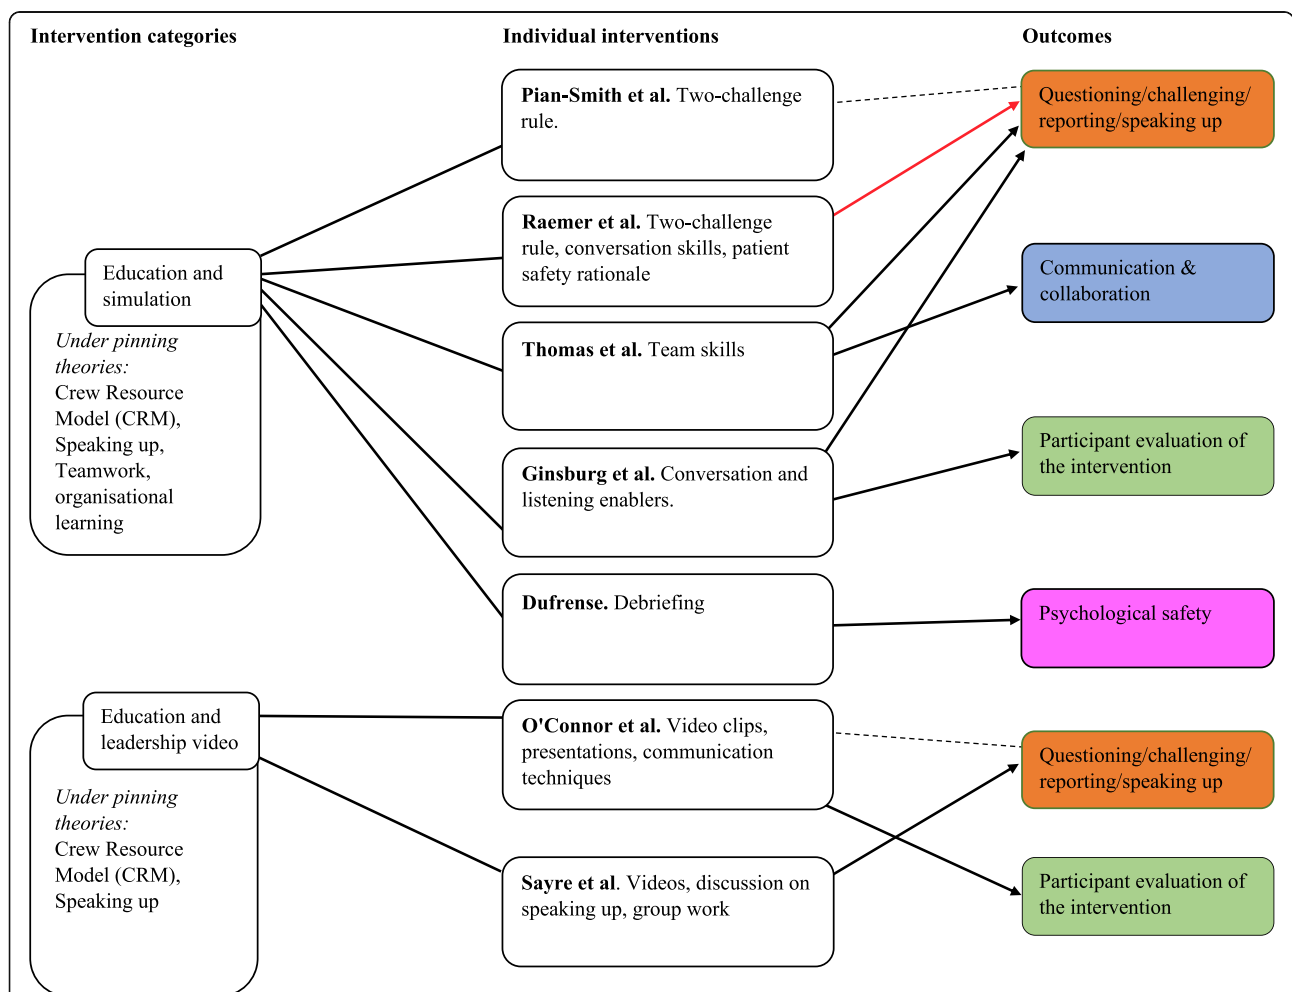 Intervention categories
Individual interventions
Outcomes
Pian-Smith et al. Two-challenge
rule.
Questioning/challenging/
reporting/speaking up
Raemer et al. Two-challenge
rule, conversation skills, patient
safety rationale
Education and
simulation
Under pinning
theories:
Crew Resource
Model (CRM),
Speaking up,
Teamwork,
organisational
learning
Communication &
collaboration
Thomas et al. Team skills
Participant evaluation of
the intervention
Ginsburg et al. Conversation and
listening enablers.
Dufrense. Debriefing
Psychological safety
Education and
leadership video
Under pinning
theories:
Crew Resource
Model (CRM),
Speaking up
O'Connor et al. Video clips,
presentations, communication
techniques
Questioning/challenging/
reporting/speaking up
Sayre et al. Videos, discussion on
speaking up, group work
Participant evaluation of
the intervention